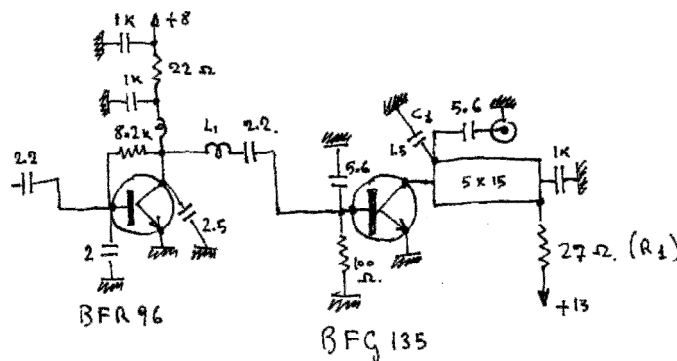 1K
+8
22 Ω
1K
8.2K
L1
2.2.
2.2
2
2.5
BFR 96
5.6
100 Ω.
BFG 135
C1
L5
5.6
5 x 15
1K
27 Ω. (R1)
+13